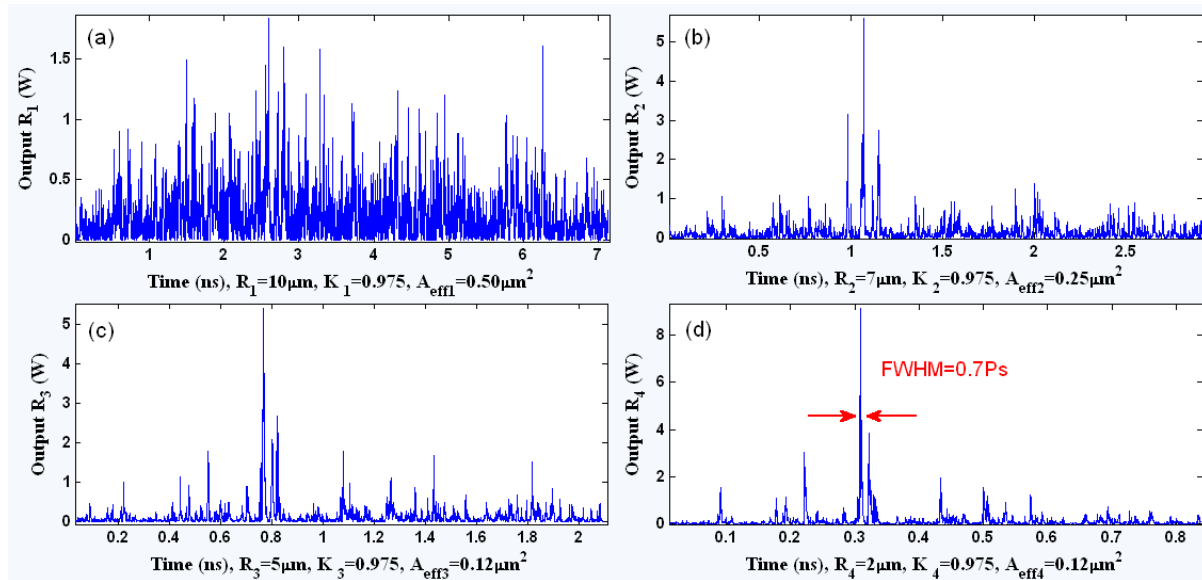 (a)
Output R1 (W)
1.5
1
0.5
0
1 2 3 4 5 6 7
Time (ns), R1=10μm, K1=0.975, Aeff1=0.50μm2
(b)
Output R2 (W)
5
4
3
2
1
0
0.5 1 1.5 2 2.5
Time (ns), R2=7μm, K2=0.975, Aeff2=0.25μm2
(c)
Output R3 (W)
5
4
3
2
1
0
0.2 0.4 0.6 0.8 1 1.2 1.4 1.6 1.8 2
Time (ns), R3=5μm, K3=0.975, Aeff3=0.12μm2
(d)
Output R4 (W)
8
6
4
2
0
FWHM=0.7Ps
0.1 0.2 0.3 0.4 0.5 0.6 0.7 0.8
Time (ns), R4=2μm, K4=0.975, Aeff4=0.12μm2